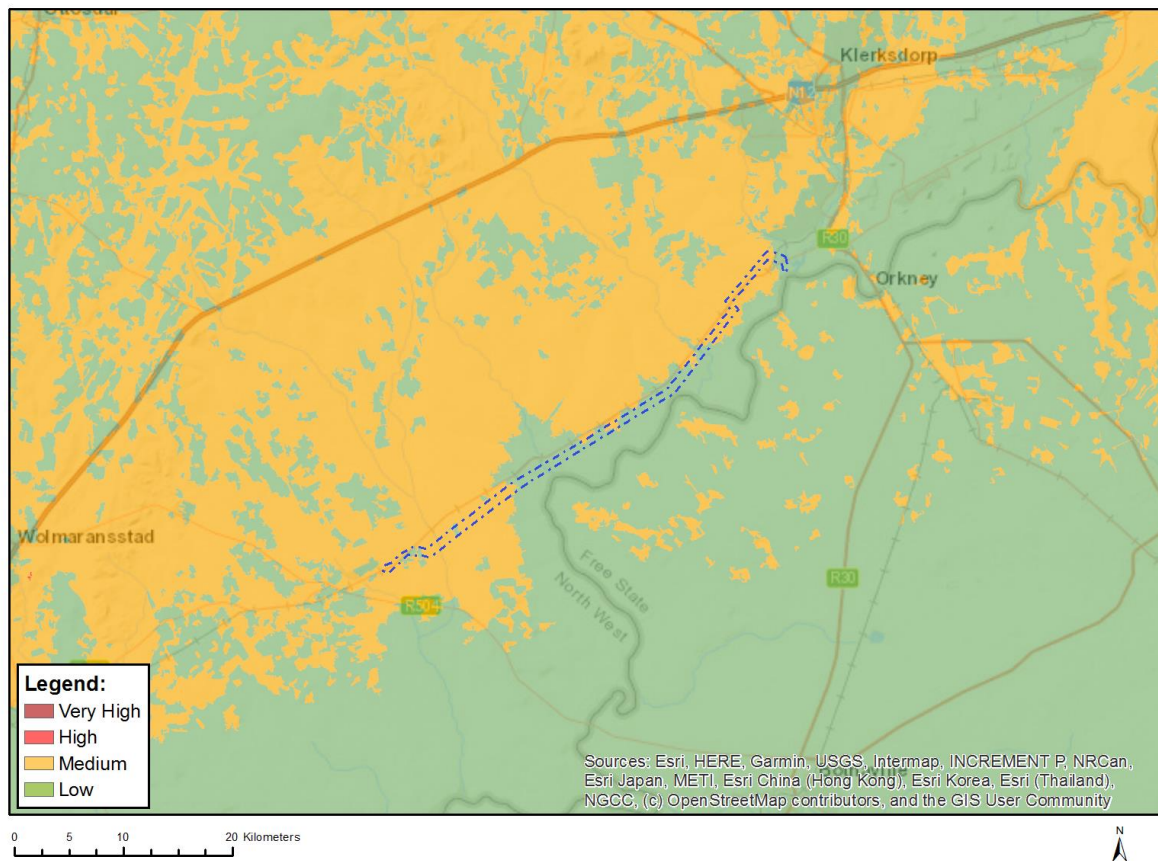 Klerksdorp
N12
R30
Orkney
Wolmaransstad
R504
Free State
North West
R30
Legend:
Very High
High
Medium
Low
Sources: Esri, HERE, Garmin, USGS, Intermap, INCREMENT P, NRCan,
Esri Japan, METI, Esri China (Hong Kong), Esri Korea, Esri (Thailand),
NGCC, (c) OpenStreetMap contributors, and the GIS User Community
0 5 10 20 Kilometers
N